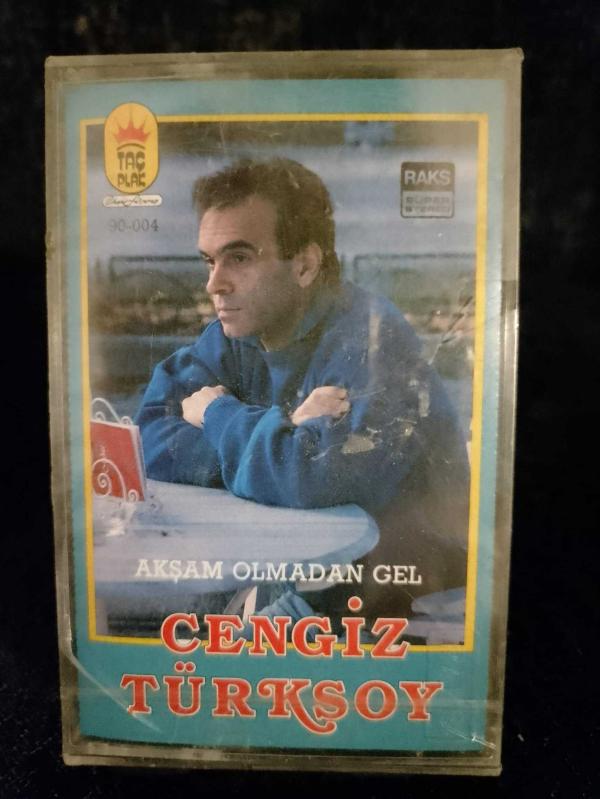 TAÇ
PLAK
90-004
RAKS
SUPER
STEREO
AKŞAM OLMADAN GEL
CENGİZ
TÜRKSOY